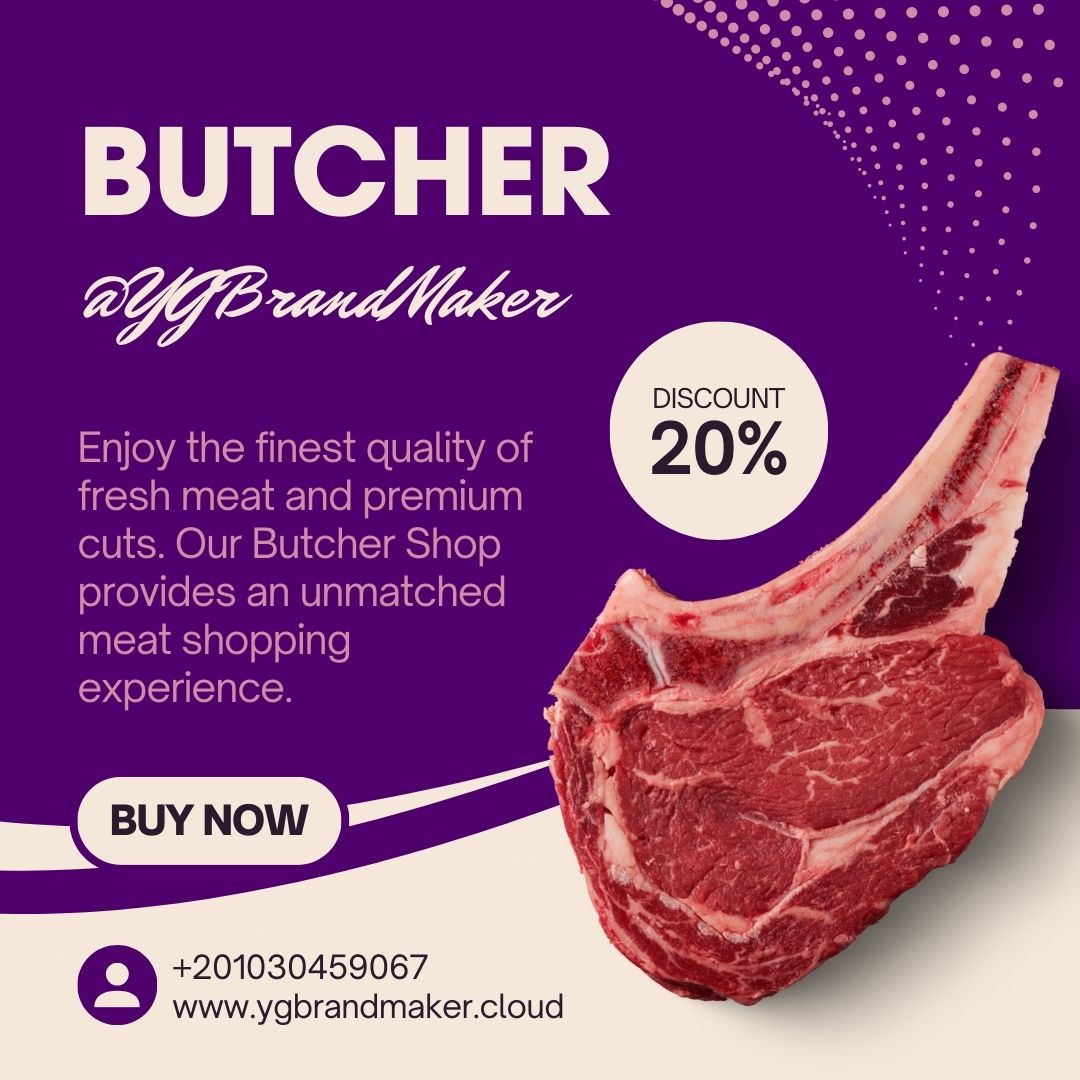 BUTCHER
@YGBrandMaker
DISCOUNT
20%
Enjoy the finest quality of
fresh meat and premium
cuts. Our Butcher Shop
provides an unmatched
meat shopping
experience.
BUY NOW
+201030459067
www.ygbrandmaker.cloud